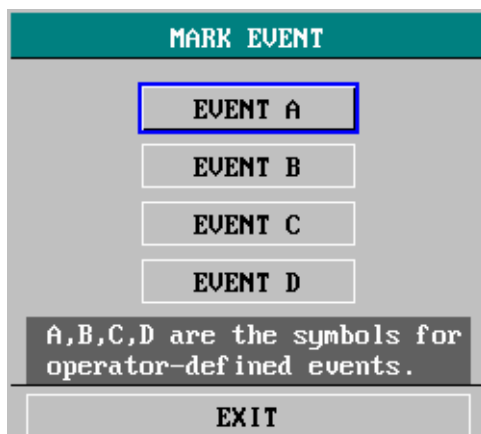 MARK EVENT
EVENT A
EVENT B
EVENT C
EVENT D
A,B,C,D are the symbols for
operator-defined events.
EXIT